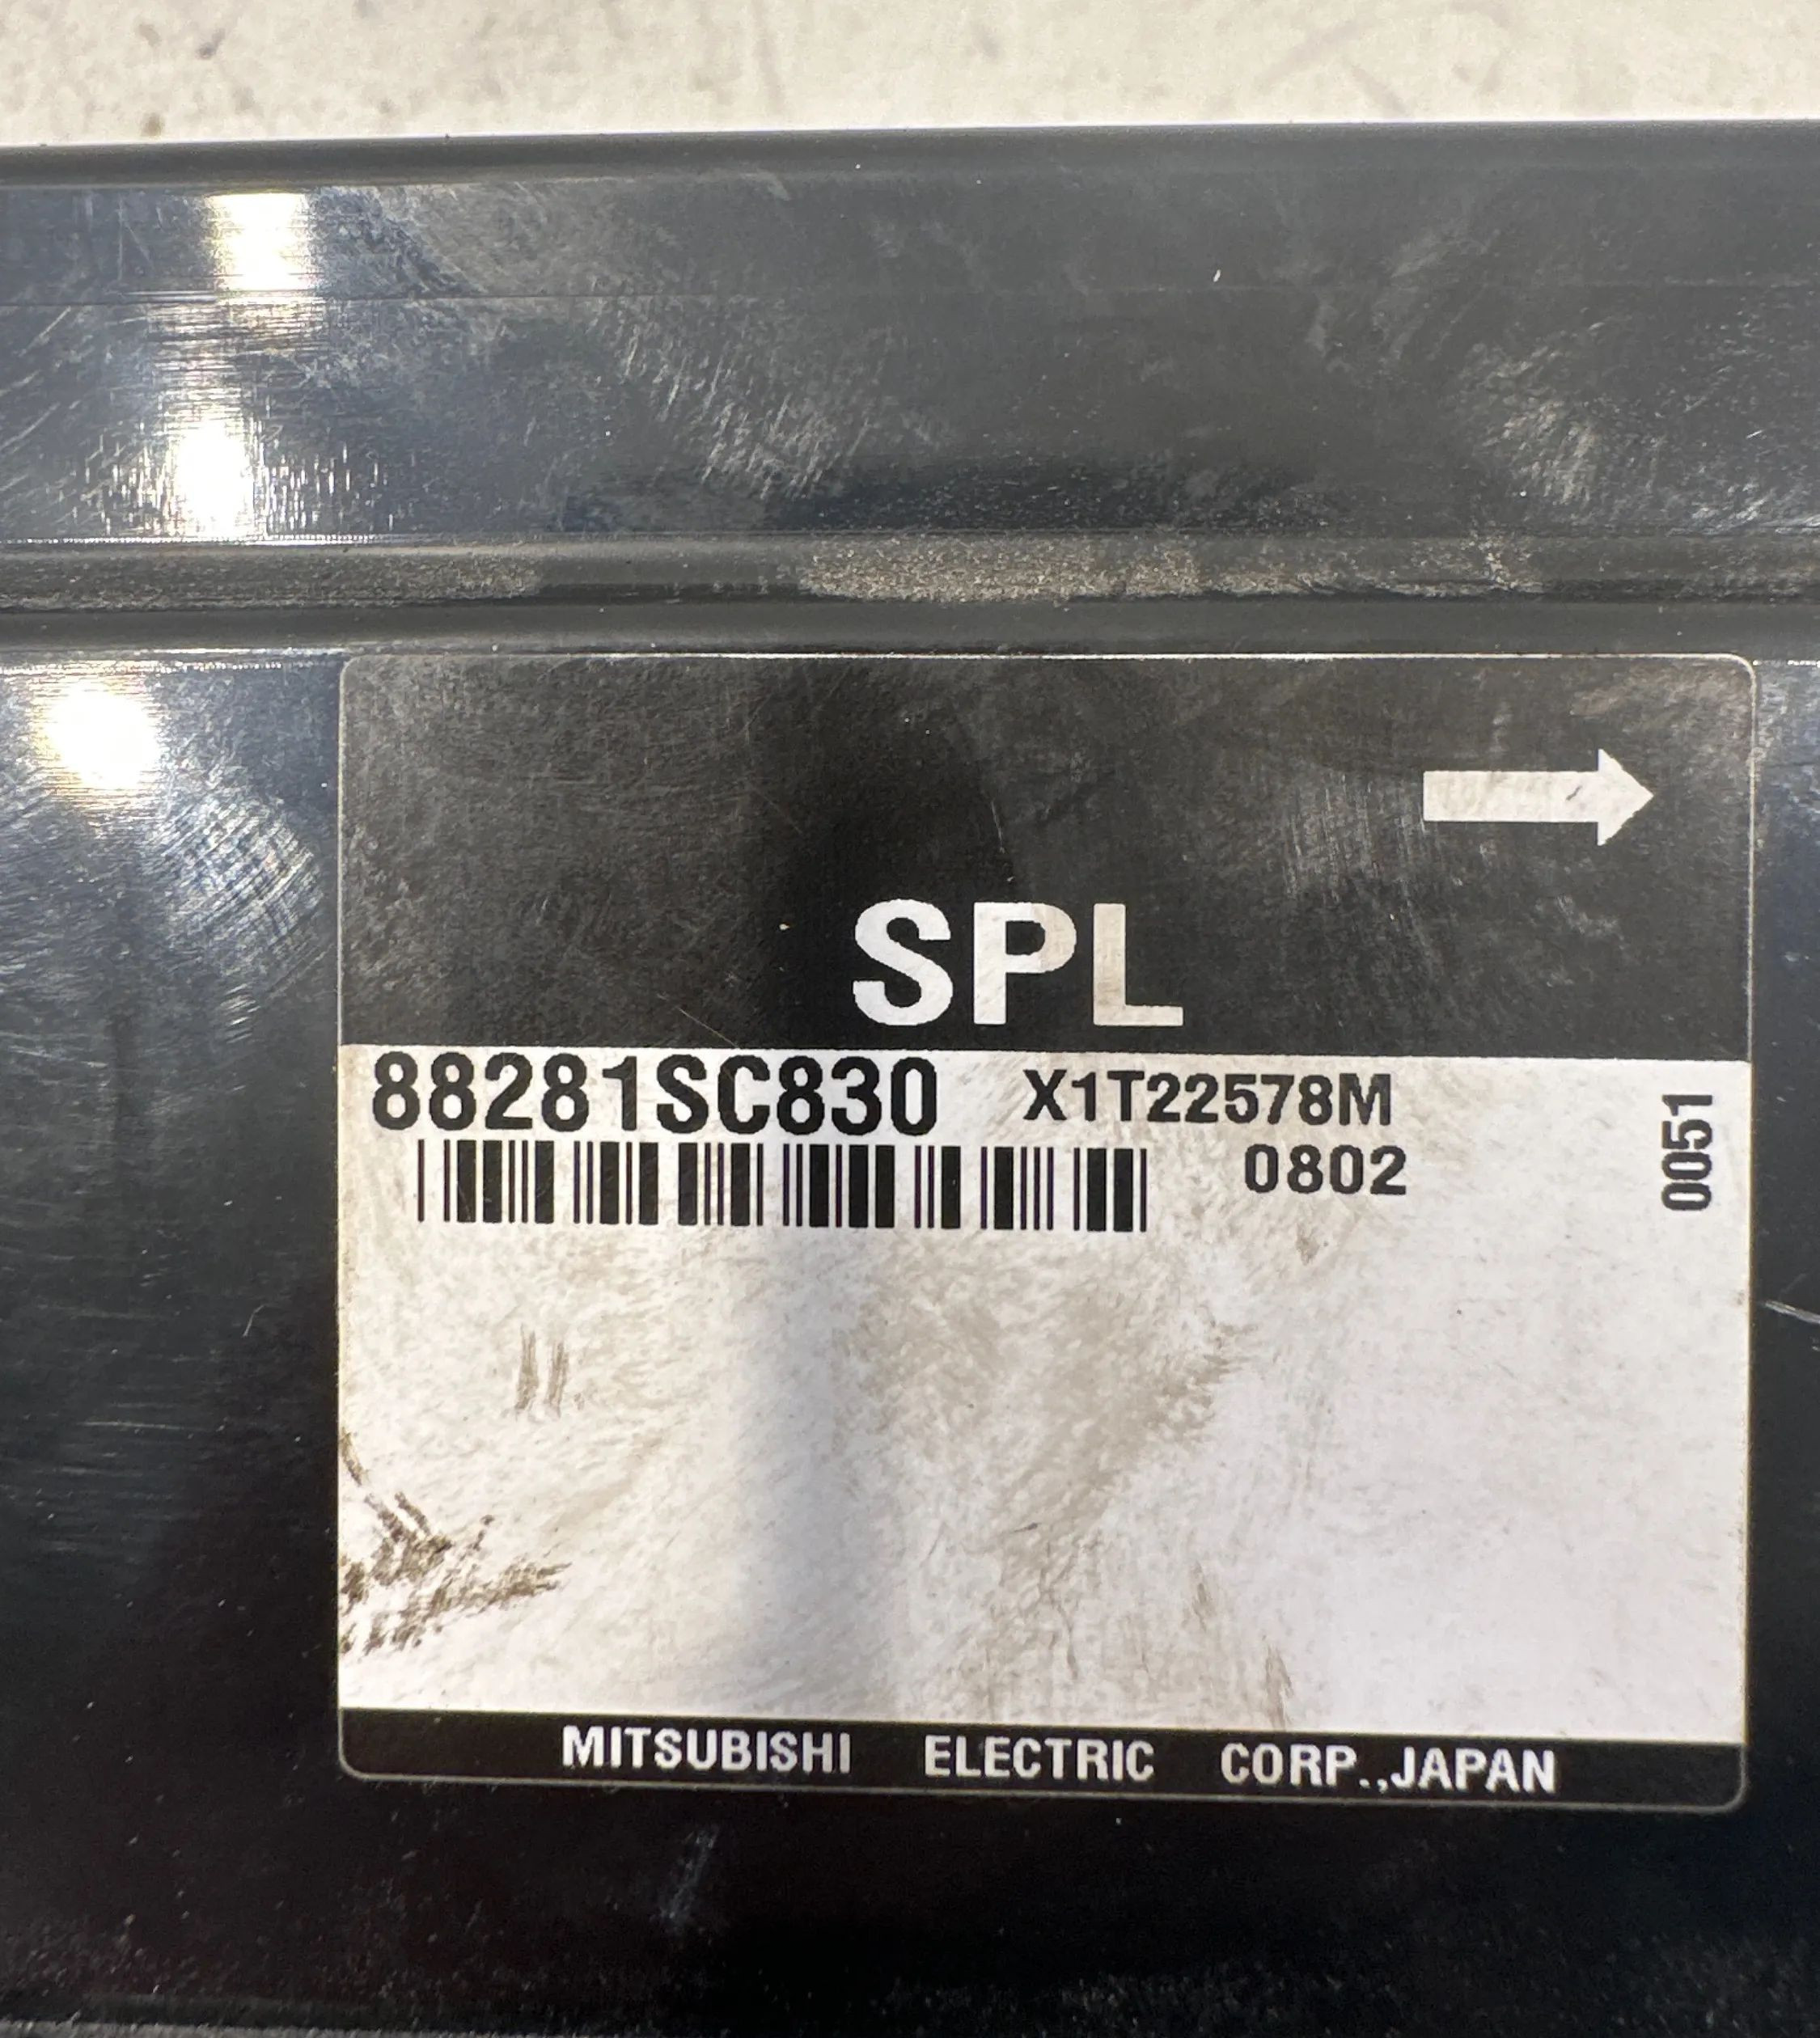 SPL
88281SC830 X1T22578M
0802
0051
MITSUBISHI ELECTRIC CORP.,JAPAN